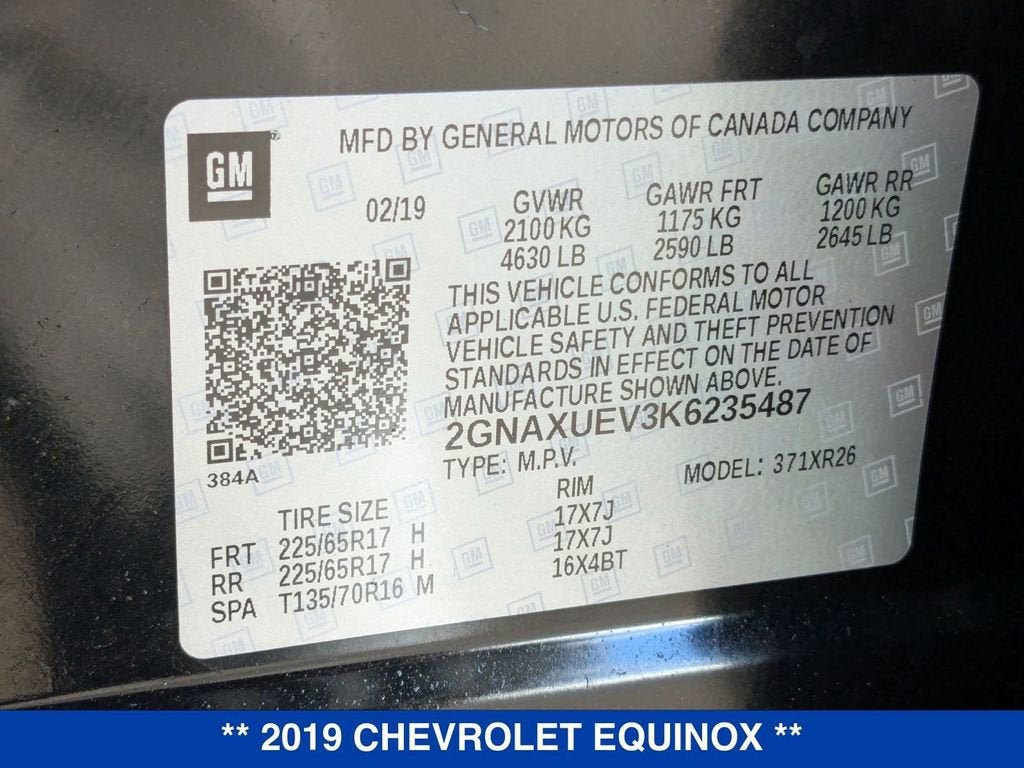 GM
®
MFD BY GENERAL MOTORS OF CANADA COMPANY
02/19
GVWR
2100 KG
4630 LB
GAWR FRT
1175 KG
2590 LB
GAWR RR
1200 KG
2645 LB
THIS VEHICLE CONFORMS TO ALL
APPLICABLE U.S. FEDERAL MOTOR
VEHICLE SAFETY AND THEFT PREVENTION
STANDARDS IN EFFECT ON THE DATE OF
MANUFACTURE SHOWN ABOVE.
2GNAXUEV3K6235487
TYPE: M.P.V. MODEL: 371XR26
384A
TIRE SIZE RIM
FRT 225/65R17 H 17X7J
RR 225/65R17 H 17X7J
SPA T135/70R16 M 16X4BT
** 2019 CHEVROLET EQUINOX **